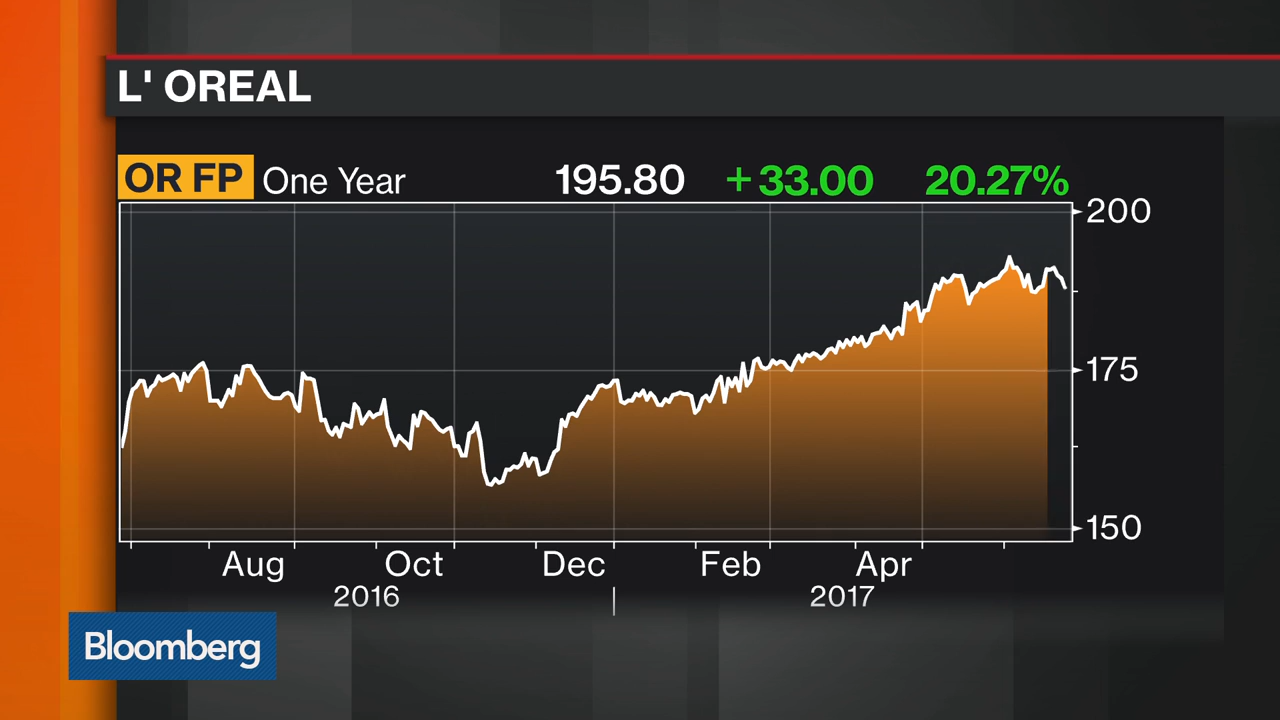 L' OREAL
OR FP One Year 195.80 +33.00 20.27%
200
175
150
Aug Oct Dec Feb Apr
2016 2017
Bloomberg